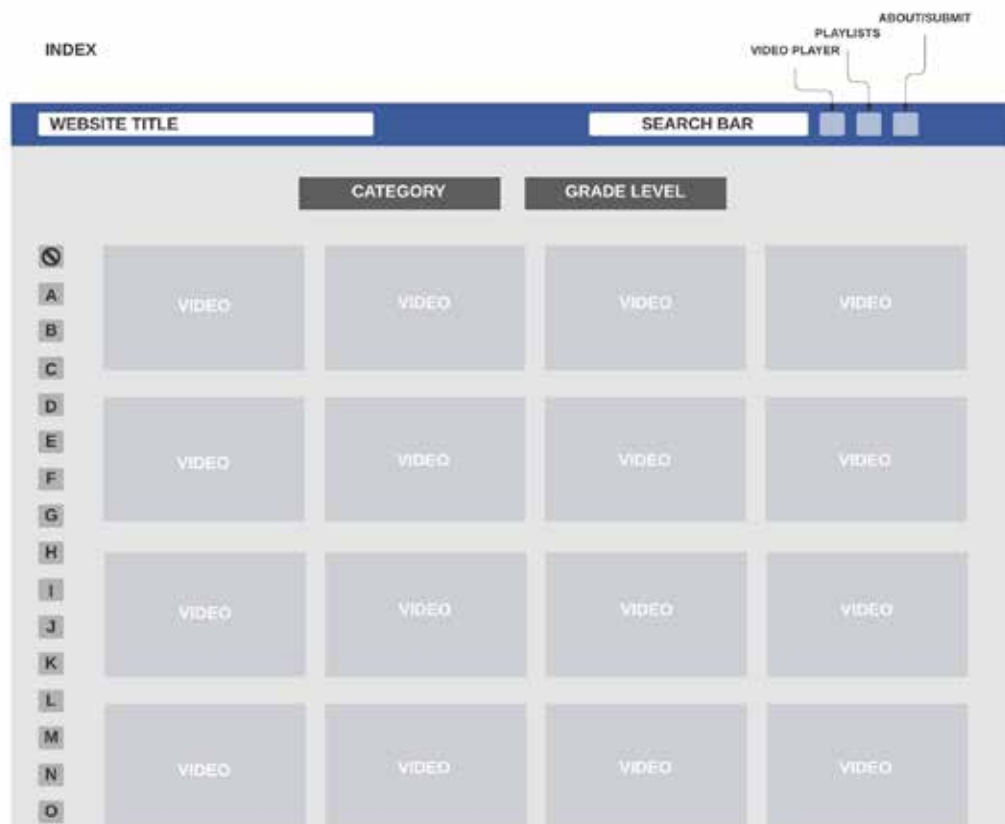 ABOUT/SUBMIT
PLAYLISTS
INDEX
VIDEO PLAYER
WEBSITE TITLE
SEARCH BAR
CATEGORY
GRADE LEVEL
A
VIDEO VIDEO VIDEO VIDEO
B
C
D
E
VIDEO VIDEO VIDEO VIDEO
F
G
H
I
VIDEO VIDEO VIDEO VIDEO
J
K
L
M
N
VIDEO VIDEO VIDEO VIDEO
O